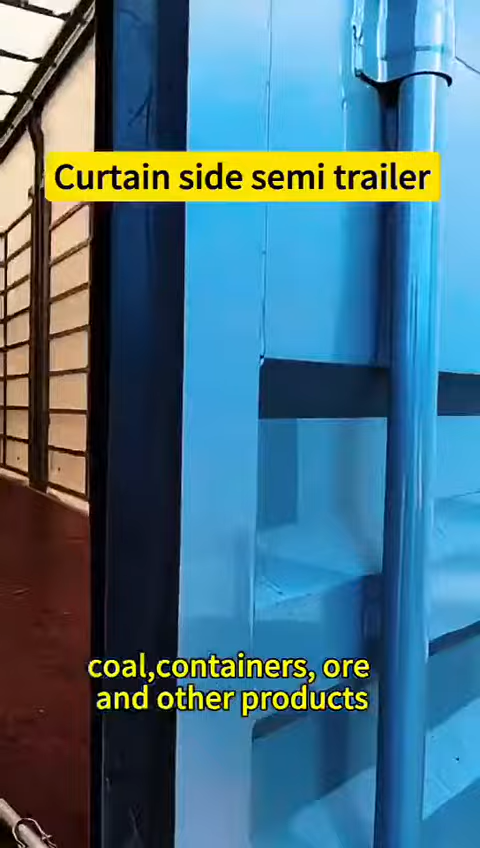 Curtain side semi trailer
coal,containers, ore
and other products